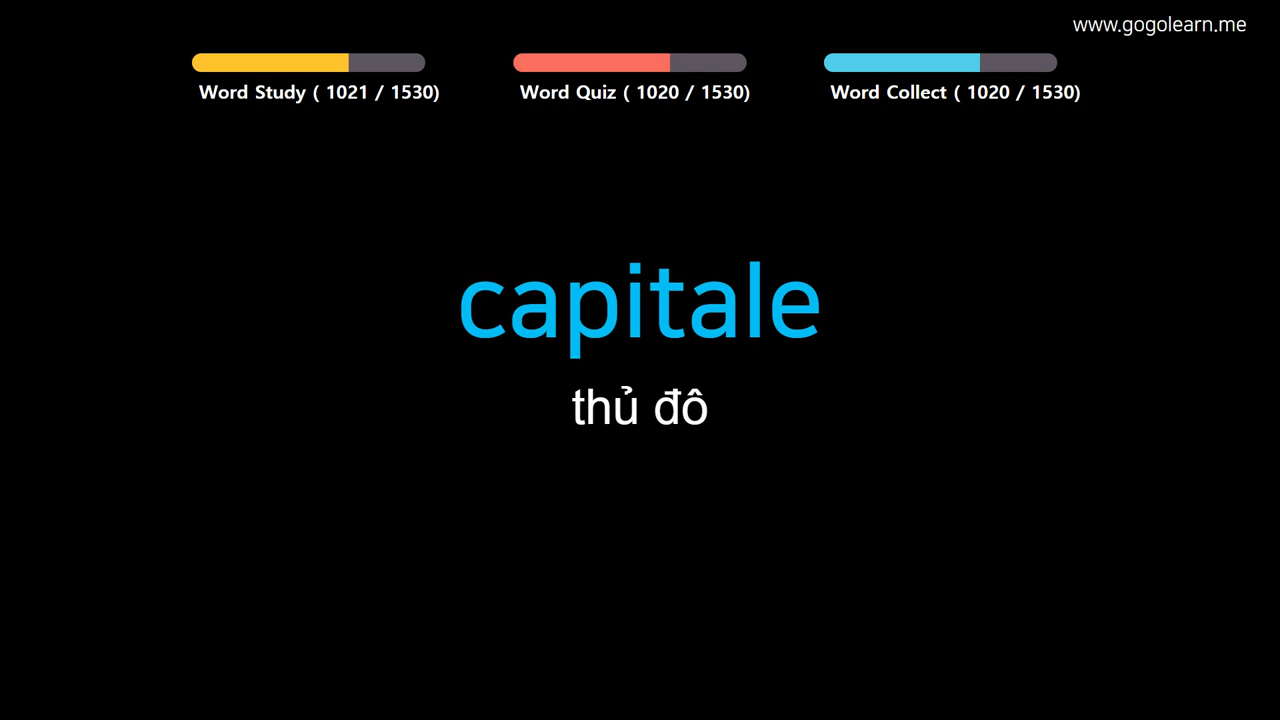 www.gogolearn.me
Word Study ( 1021 / 1530)
Word Quiz ( 1020 / 1530)
Word Collect ( 1020 / 1530)
capitale
thủ đô